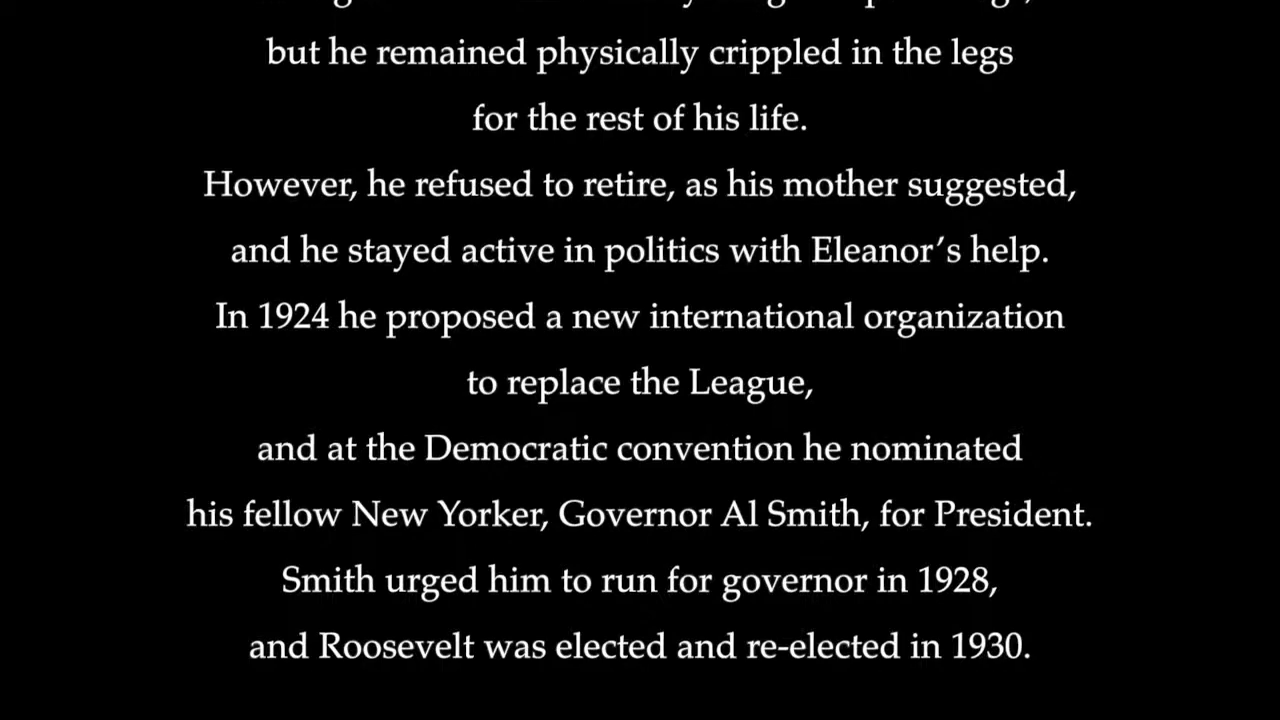 but he remained physically crippled in the legs
for the rest of his life.
However, he refused to retire, as his mother suggested,
and he stayed active in politics with Eleanor's help.
In 1924 he proposed a new international organization
to replace the League,
and at the Democratic convention he nominated
his fellow New Yorker, Governor Al Smith, for President.
Smith urged him to run for governor in 1928,
and Roosevelt was elected and re-elected in 1930.